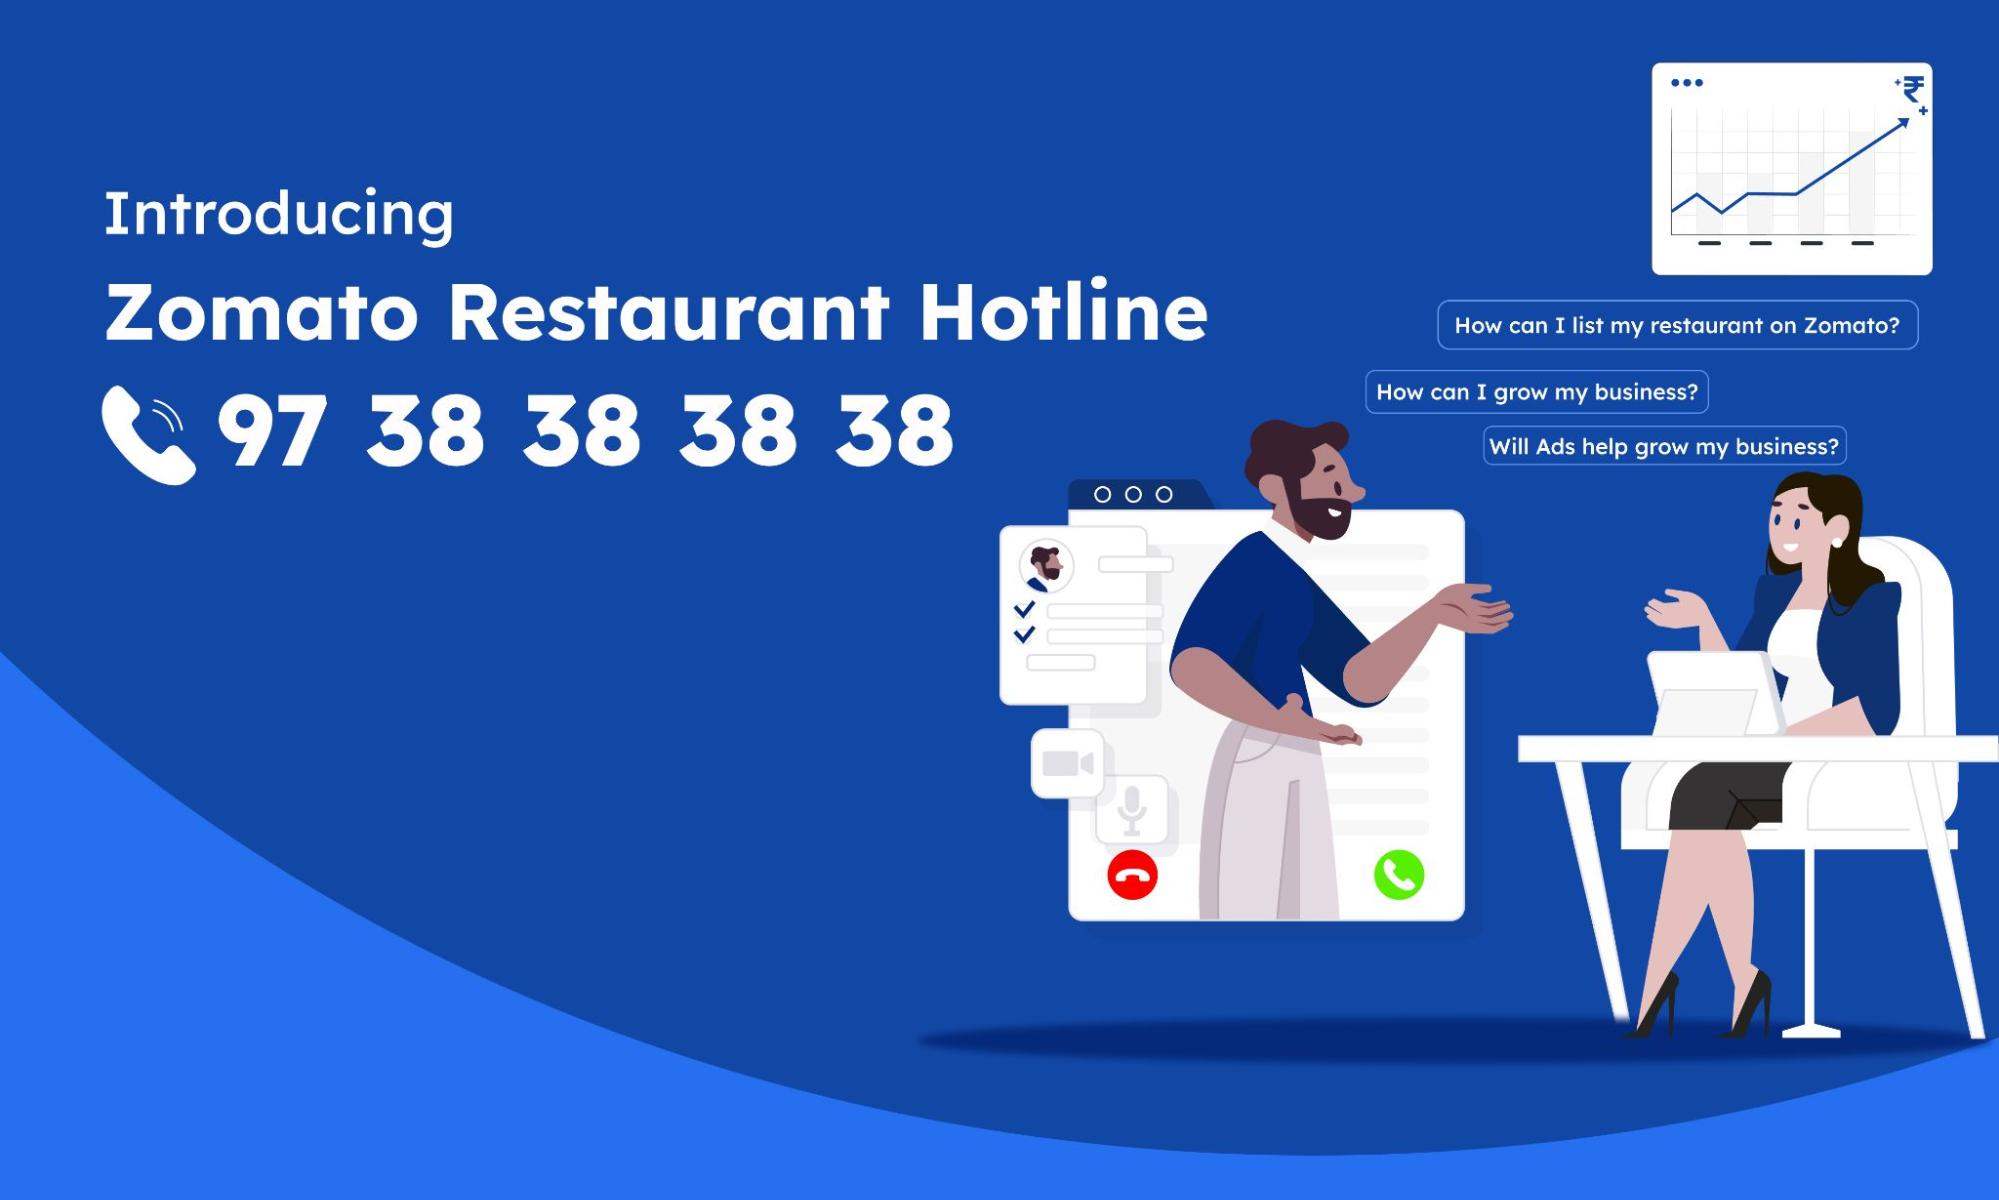 Introducing
Zomato Restaurant Hotline
97 38 38 38 38
₹
How can I list my restaurant on Zomato?
How can I grow my business?
Will Ads help grow my business?